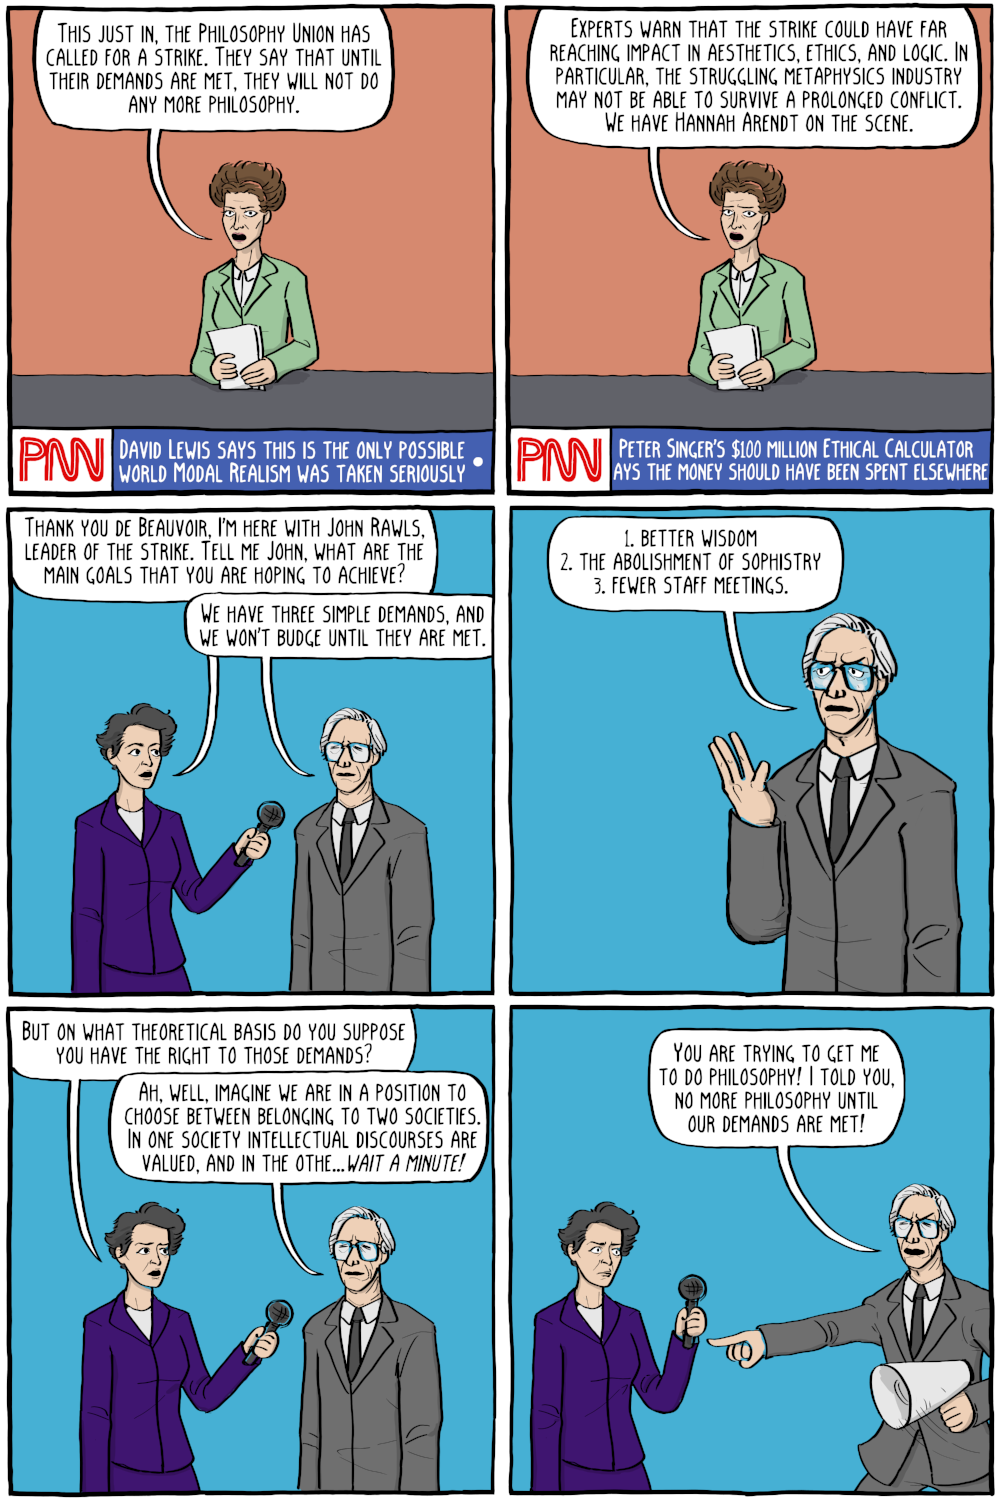 This just in, the Philosophy Union has
called for a strike. They say that until
their demands are met, they will not do
any more philosophy.
PNN
David Lewis says this is the only possible
world Modal Realism was taken seriously •
Experts warn that the strike could have far
reaching impact in aesthetics, ethics, and logic. In
particular, the struggling metaphysics industry
may not be able to survive a prolonged conflict.
We have Hannah Arendt on the scene.
PNN
Peter Singer's $100 million Ethical Calculator
ays the money should have been spent elsewhere
Thank you de Beauvoir, I'm here with John Rawls,
leader of the strike. Tell me John, what are the
main goals that you are hoping to achieve?
We have three simple demands, and
we won't budge until they are met.
1. better wisdom
2. the abolishment of sophistry
3. fewer staff meetings.
But on what theoretical basis do you suppose
you have the right to those demands?
Ah, well, imagine we are in a position to
choose between belonging to two societies.
In one society intellectual discourses are
valued, and in the othe...wait a minute!
You are trying to get me
to do philosophy! I told you,
no more philosophy until
our demands are met!